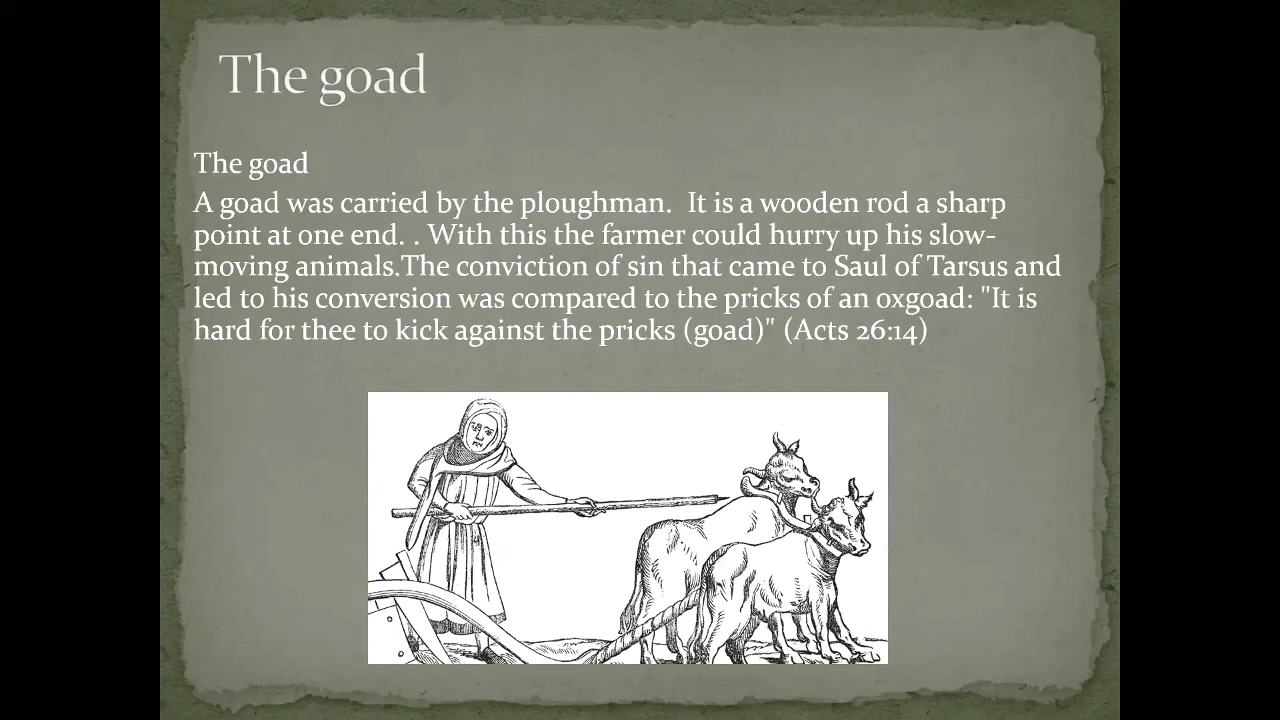 The goad
The goad
A goad was carried by the ploughman.  It is a wooden rod a sharp
point at one end. . With this the farmer could hurry up his slow-
moving animals.The conviction of sin that came to Saul of Tarsus and
led to his conversion was compared to the pricks of an oxgoad: "It is
hard for thee to kick against the pricks (goad)" (Acts 26:14)